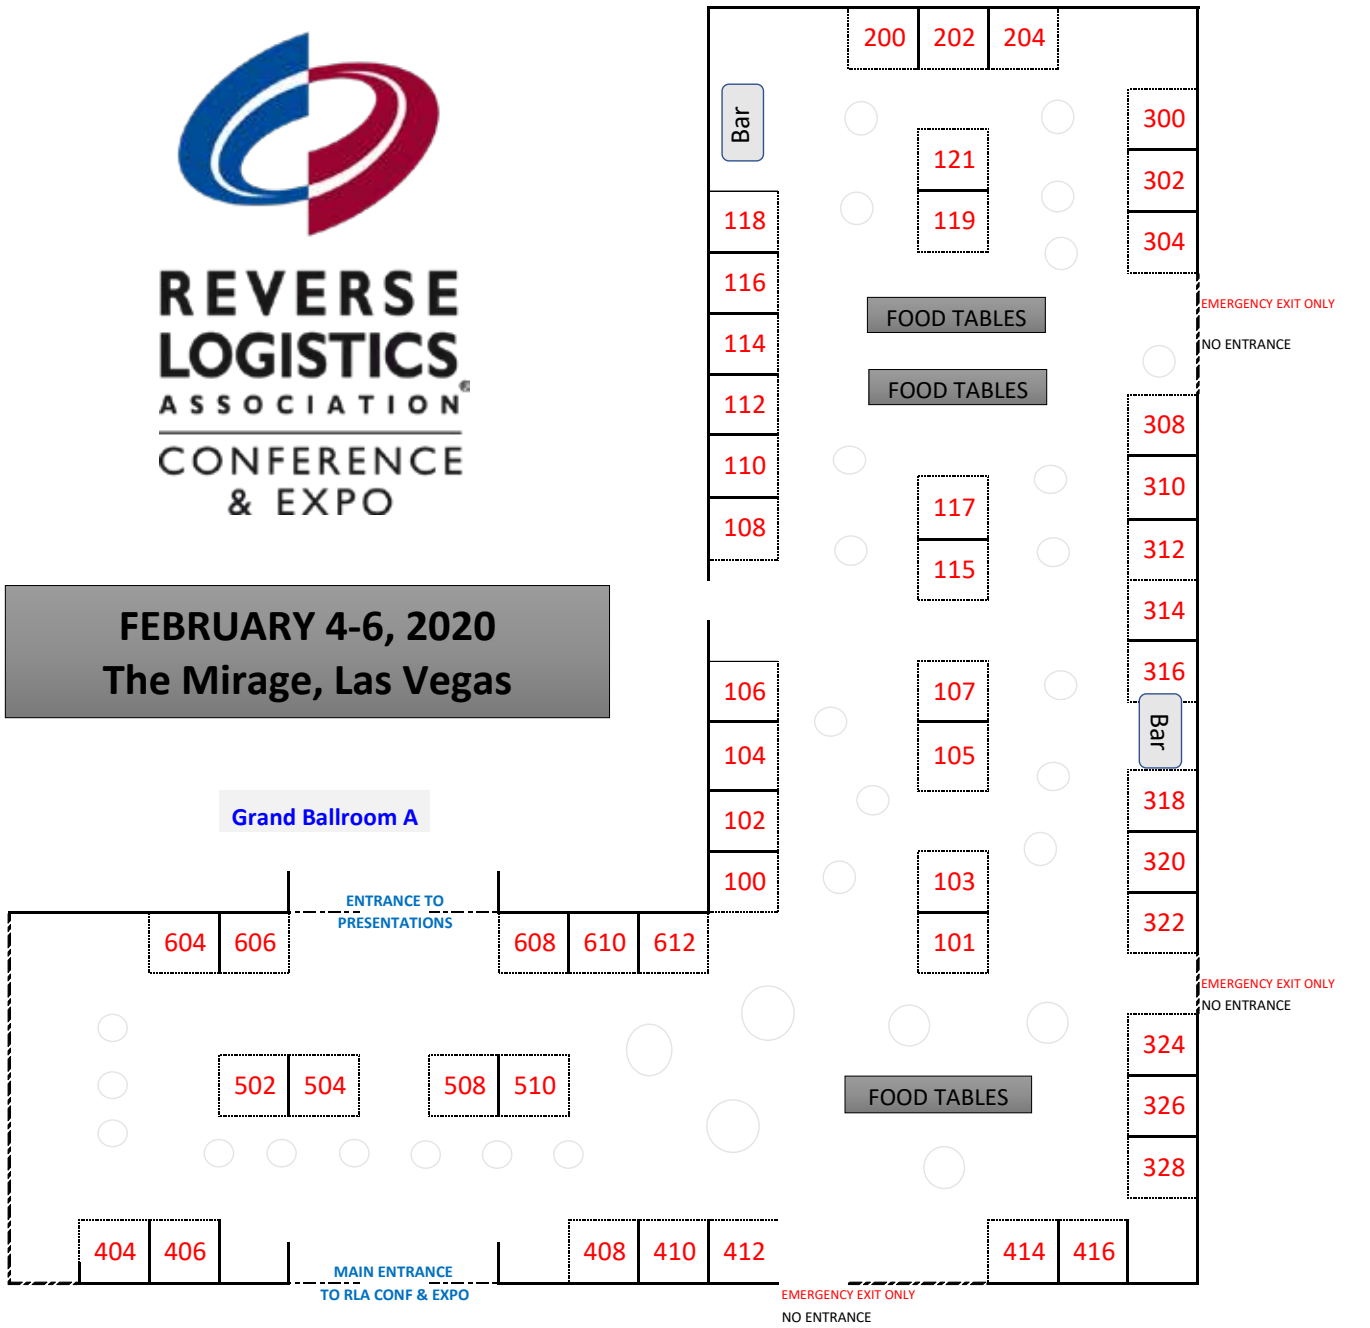 REVERSE
LOGISTICS
ASSOCIATION®
CONFERENCE
& EXPO
FEBRUARY 4-6, 2020
The Mirage, Las Vegas
Grand Ballroom A
200 202 204
Bar
300
121
302
118
119
304
116
EMERGENCY EXIT ONLY
FOOD TABLES
114
NO ENTRANCE
FOOD TABLES
112
308
110
310
117
108
312
115
314
316
106
107
Bar
104
105
318
102
320
100
103
ENTRANCE TO
PRESENTATIONS
322
604 606
608 610 612
101
EMERGENCY EXIT ONLY
NO ENTRANCE
324
502 504
508 510
FOOD TABLES
326
328
404 406
408 410 412
414 416
MAIN ENTRANCE
TO RLA CONF & EXPO
EMERGENCY EXIT ONLY
NO ENTRANCE